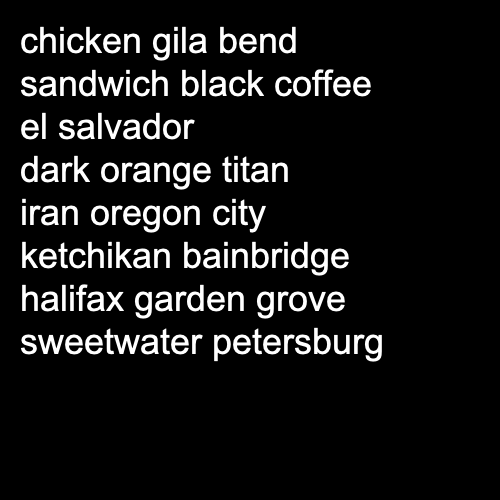 chicken gila bend
sandwich black coffee
el salvador
dark orange titan
iran oregon city
ketchikan bainbridge
halifax garden grove
sweetwater petersburg